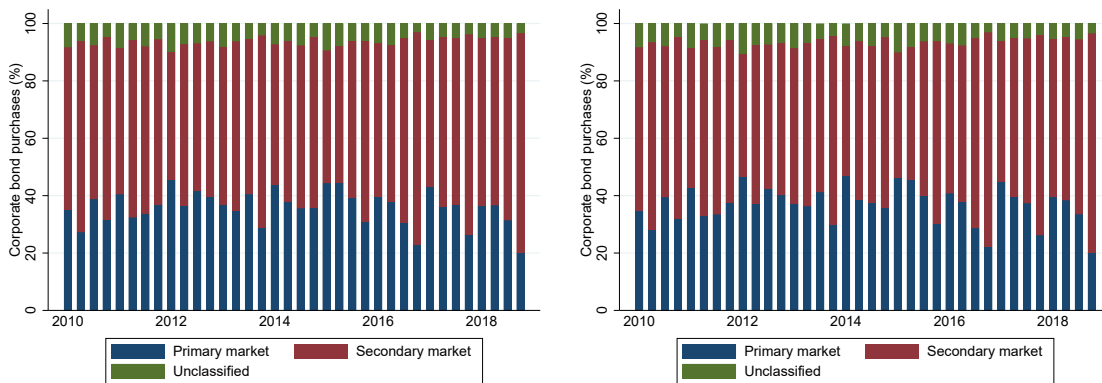 Corporate bond purchases (%)
100
80
60
40
20
0
2010 2012 2014 2016 2018
Primary market Secondary market
Unclassified
Corporate bond purchases (%)
100
80
60
40
20
0
2010 2012 2014 2016 2018
Primary market Secondary market
Unclassified